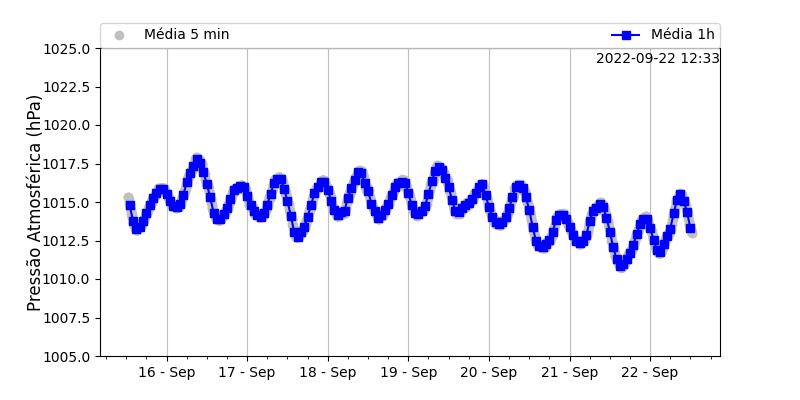 Média 5 min
Média 1h
2022-09-22 12:33
Pressão Atmosférica (hPa)
1025.0
1022.5
1020.0
1017.5
1015.0
1012.5
1010.0
1007.5
1005.0
16 - Sep
17 - Sep
18 - Sep
19 - Sep
20 - Sep
21 - Sep
22 - Sep